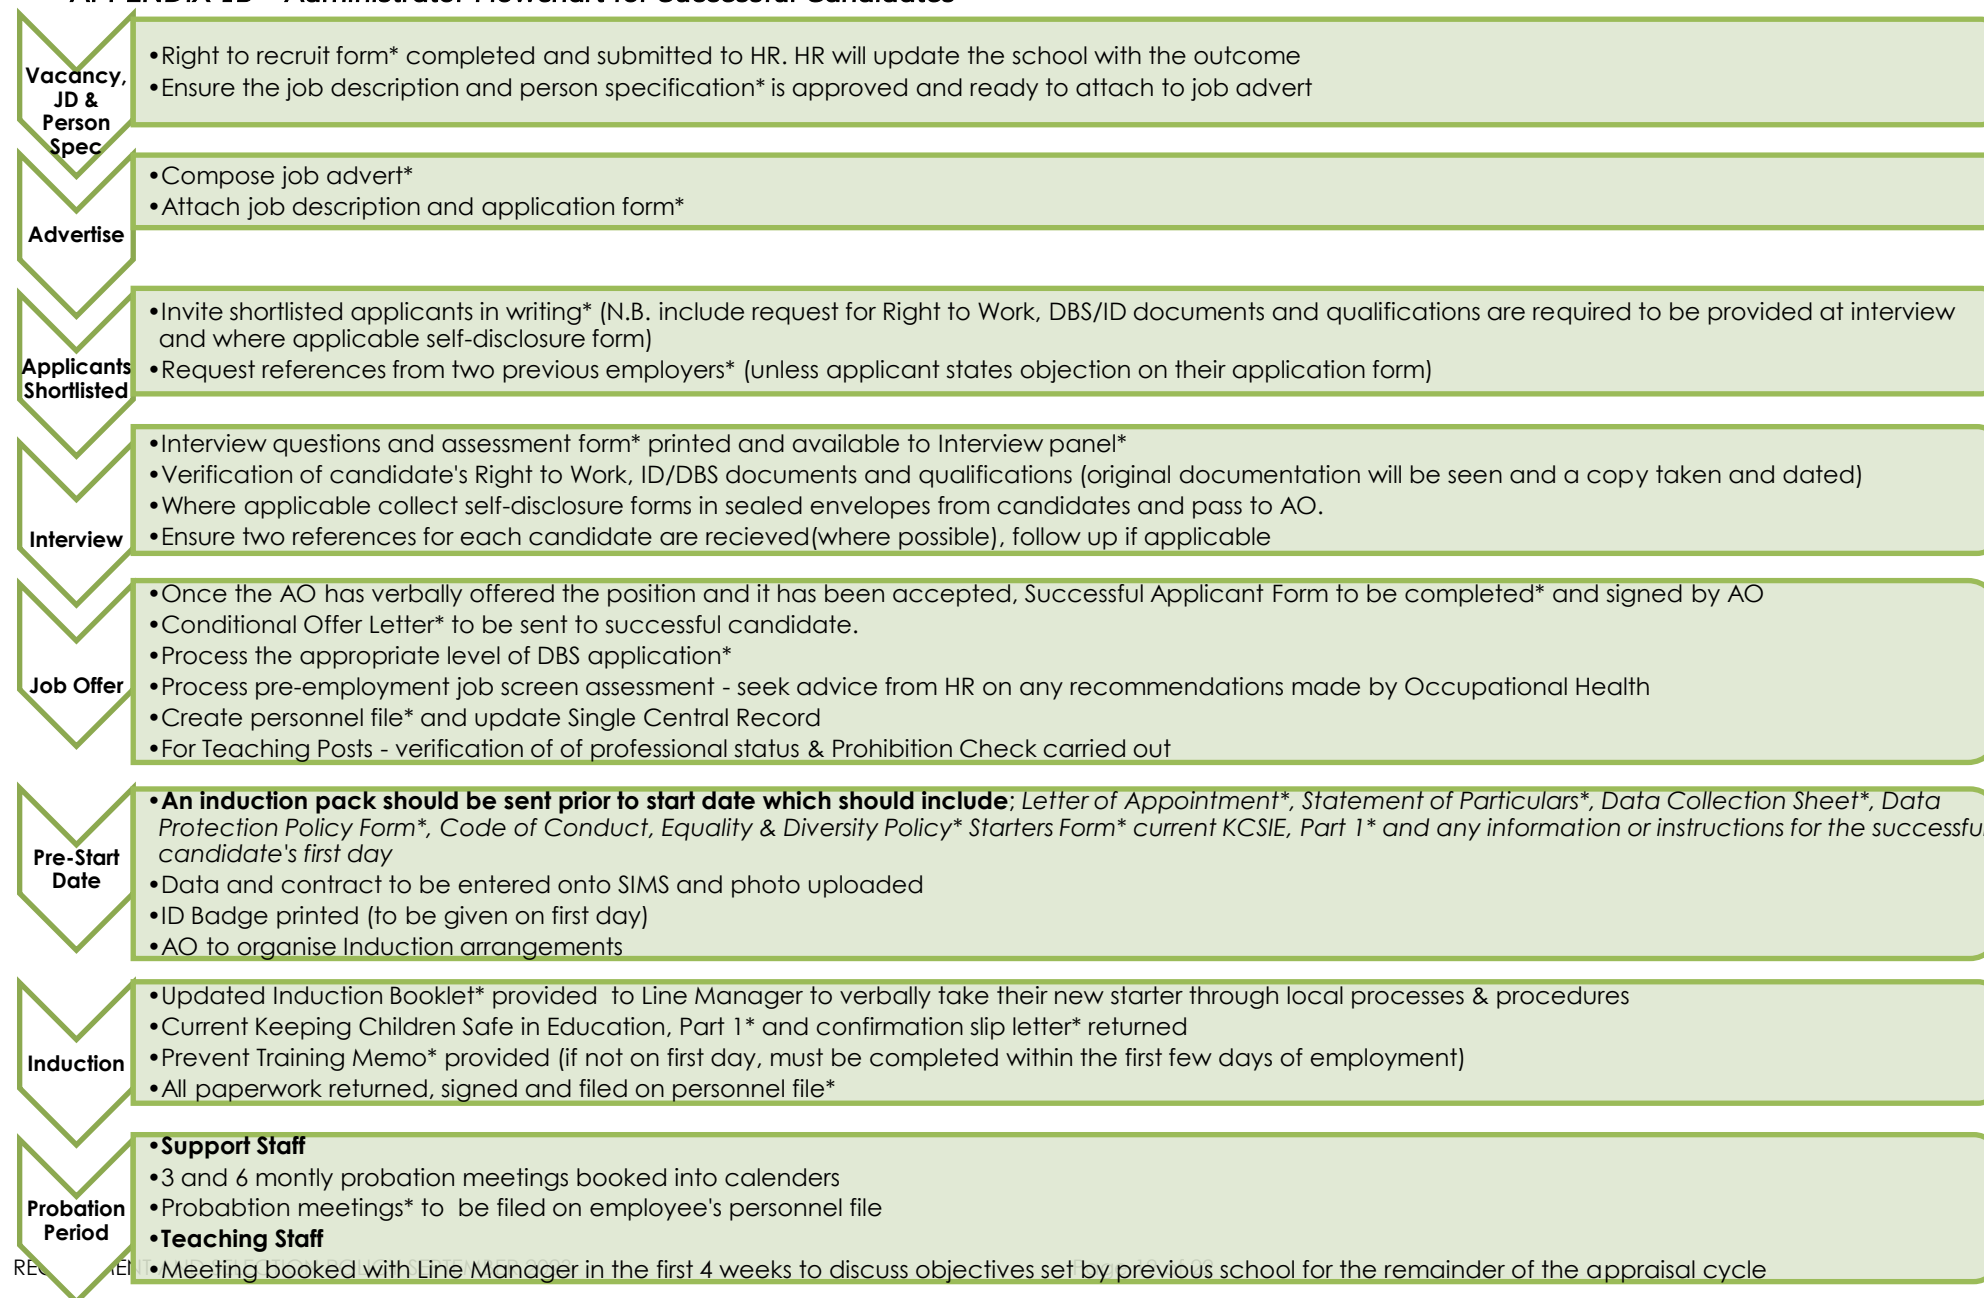 APPENDIX 1B – Administrator Flowchart for Successful Candidates
Vacancy,
JD &
Person
Spec
•Right to recruit form* completed and submitted to HR. HR will update the school with the outcome
•Ensure the job description and person specification* is approved and ready to attach to job advert
Advertise
•Compose job advert*
•Attach job description and application form*
Applicants
Shortlisted
•Invite shortlisted applicants in writing* (N.B. include request for Right to Work, DBS/ID documents and qualifications are required to be provided at interview
and where applicable self-disclosure form)
•Request references from two previous employers* (unless applicant states objection on their application form)
Interview
•Interview questions and assessment form* printed and available to Interview panel*
•Verification of candidate's Right to Work, ID/DBS documents and qualifications (original documentation will be seen and a copy taken and dated)
•Where applicable collect self-disclosure forms in sealed envelopes from candidates and pass to AO.
•Ensure two references for each candidate are recieved(where possible), follow up if applicable
Job Offer
•Once the AO has verbally offered the position and it has been accepted, Successful Applicant Form to be completed* and signed by AO
•Conditional Offer Letter* to be sent to successful candidate.
•Process the appropriate level of DBS application*
•Process pre-employment job screen assessment - seek advice from HR on any recommendations made by Occupational Health
•Create personnel file* and update Single Central Record
•For Teaching Posts - verification of of professional status & Prohibition Check carried out
Pre-Start
Date
•An induction pack should be sent prior to start date which should include; Letter of Appointment*, Statement of Particulars*, Data Collection Sheet*, Data
Protection Policy Form*, Code of Conduct, Equality & Diversity Policy* Starters Form* current KCSIE, Part 1* and any information or instructions for the successful
candidate's first day
•Data and contract to be entered onto SIMS and photo uploaded
•ID Badge printed (to be given on first day)
•AO to organise Induction arrangements
Induction
•Updated Induction Booklet* provided to Line Manager to verbally take their new starter through local processes & procedures
•Current Keeping Children Safe in Education, Part 1* and confirmation slip letter* returned
•Prevent Training Memo* provided (if not on first day, must be completed within the first few days of employment)
•All paperwork returned, signed and filed on personnel file*
Probation
Period
•Support Staff
•3 and 6 montly probation meetings booked into calenders
•Probabtion meetings* to be filed on employee's personnel file
•Teaching Staff
•Meeting booked with Line Manager in the first 4 weeks to discuss objectives set by previous school for the remainder of the appraisal cycle